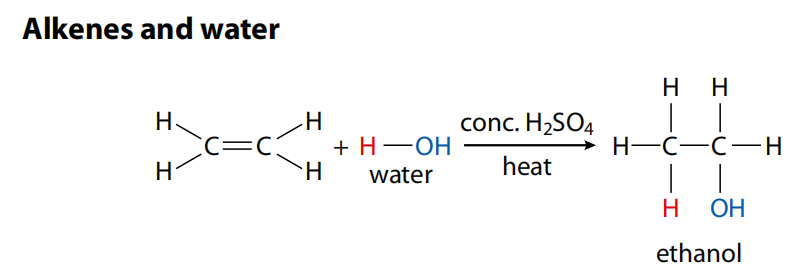 Alkenes and water
H H
H H conc. H₂SO₄
C=C + H—OH H—C—C—H
H H water heat
H OH
ethanol